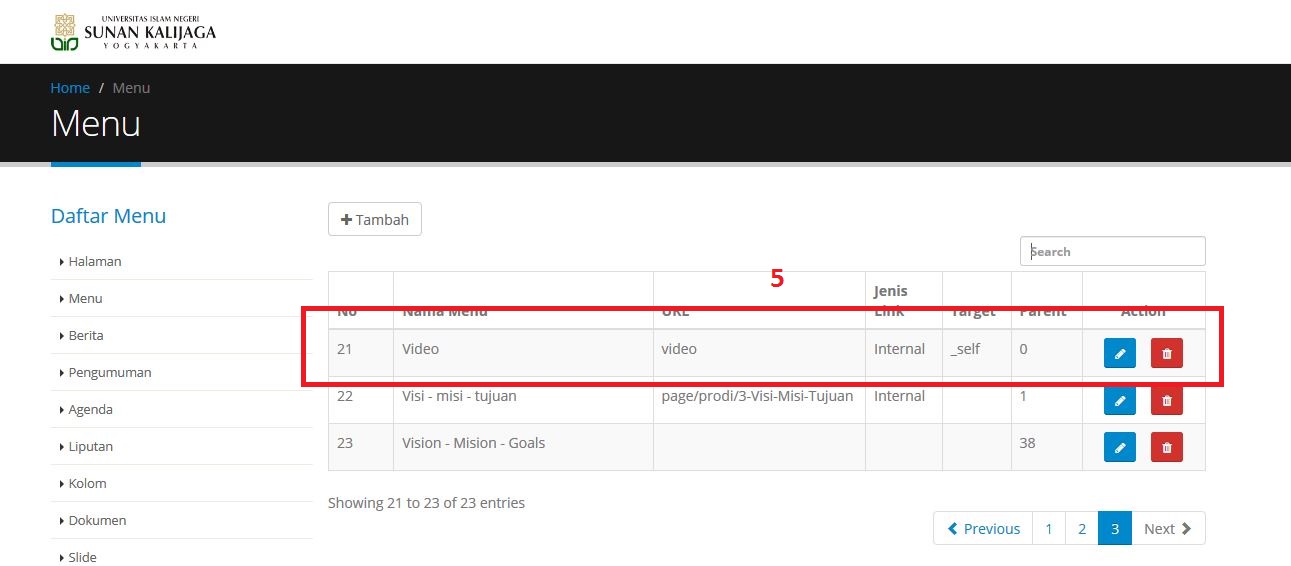 UNIVERSITAS ISLAM NEGERI
SUNAN KALIJAGA
YOGYAKARTA
Home / Menu
Menu
Daftar Menu
Halaman
Menu
Berita
Pengumuman
Agenda
Liputan
Kolom
Dokumen
Slide
Tambah
Search
5
No Nama Menu URL Jenis Link Target Parent Action
21 Video video Internal _self 0
22 Visi - misi - tujuan page/prodi/3-Visi-Misi-Tujuan Internal 1
23 Vision - Mision - Goals 38
Showing 21 to 23 of 23 entries
Previous 1 2 3 Next